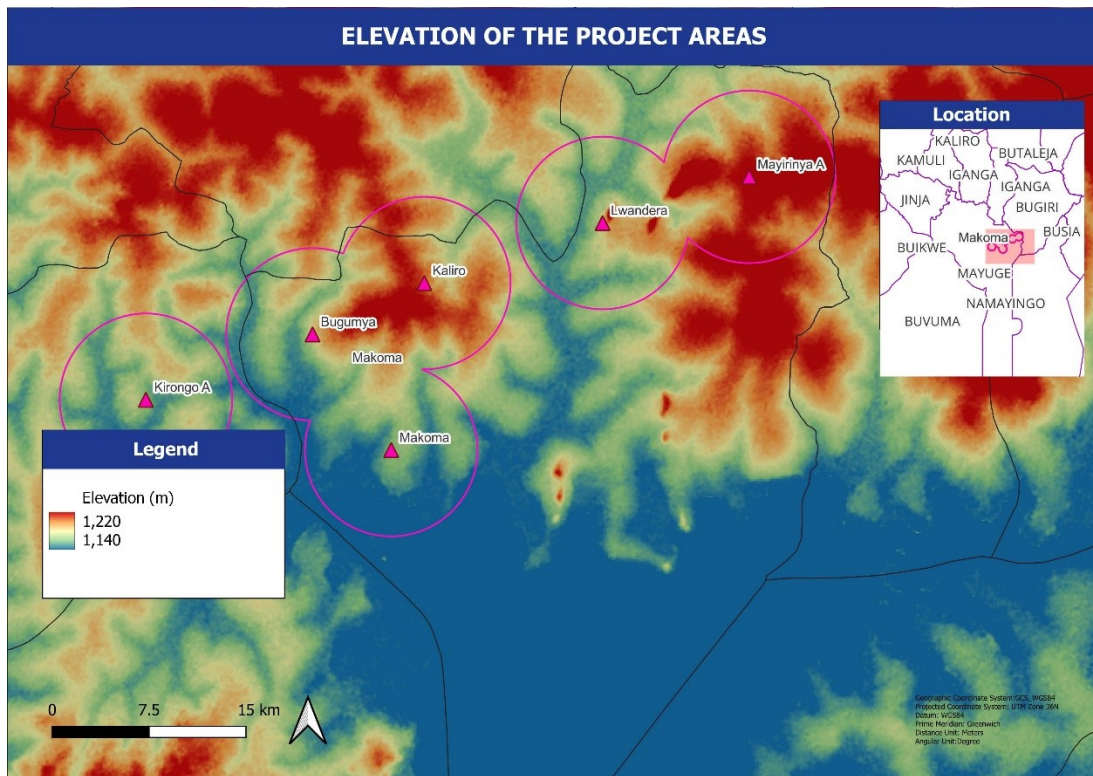 ELEVATION OF THE PROJECT AREAS
Mayirinya A
Lwandera
Kaliro
Bugumya
Makoma
Kirongo A
Makoma
Location
KALIRO
BUTALEJA
KAMULI
IGANGA
IGANGA
JINJA
BUGIRI
BUSIA
Makoma
BUIKWE
MAYUGE
NAMAYINGO
BUVUMA
Legend
Elevation (m)
1,220
1,140
0 7.5 15 km
Geographic Coordinate System:GCS_WGS84
Projected Coordinate System: UTM Zone 36N
Datum: WGS84
Prime Meridian: Greenwich
Distance Unit: Meters
Angular Unit:Degree